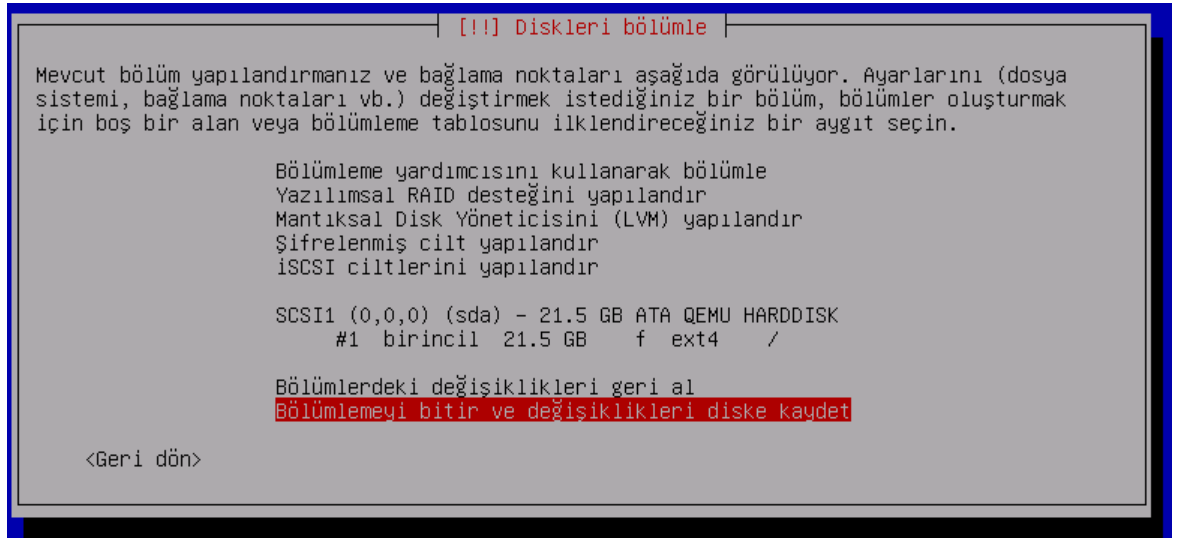 [!!] Diskleri bölümle
Mevcut bölüm yapılandırmanız ve bağlama noktaları aşağıda görülüyor. Ayarlarını (dosya
sistemi, bağlama noktaları vb.) değiştirmek istediğiniz bir bölüm, bölümler oluşturmak
için boş bir alan veya bölümleme tablosunu ilklendireceğiniz bir aygıt seçin.
Bölümleme yardımcısını kullanarak bölümle
Yazılımsal RAID desteğini yapılandır
Mantıksal Disk Yöneticisini (LVM) yapılandır
Şifrelenmiş cilt yapılandır
iSCSI ciltlerini yapılandır
SCSI1 (0,0,0) (sda) - 21.5 GB ATA QEMU HARDDISK
#1 birincil 21.5 GB f ext4 /
Bölümlerdeki değişiklikleri geri al
Bölümlemeyi bitir ve değişiklikleri diske kaydet
<Geri dön>